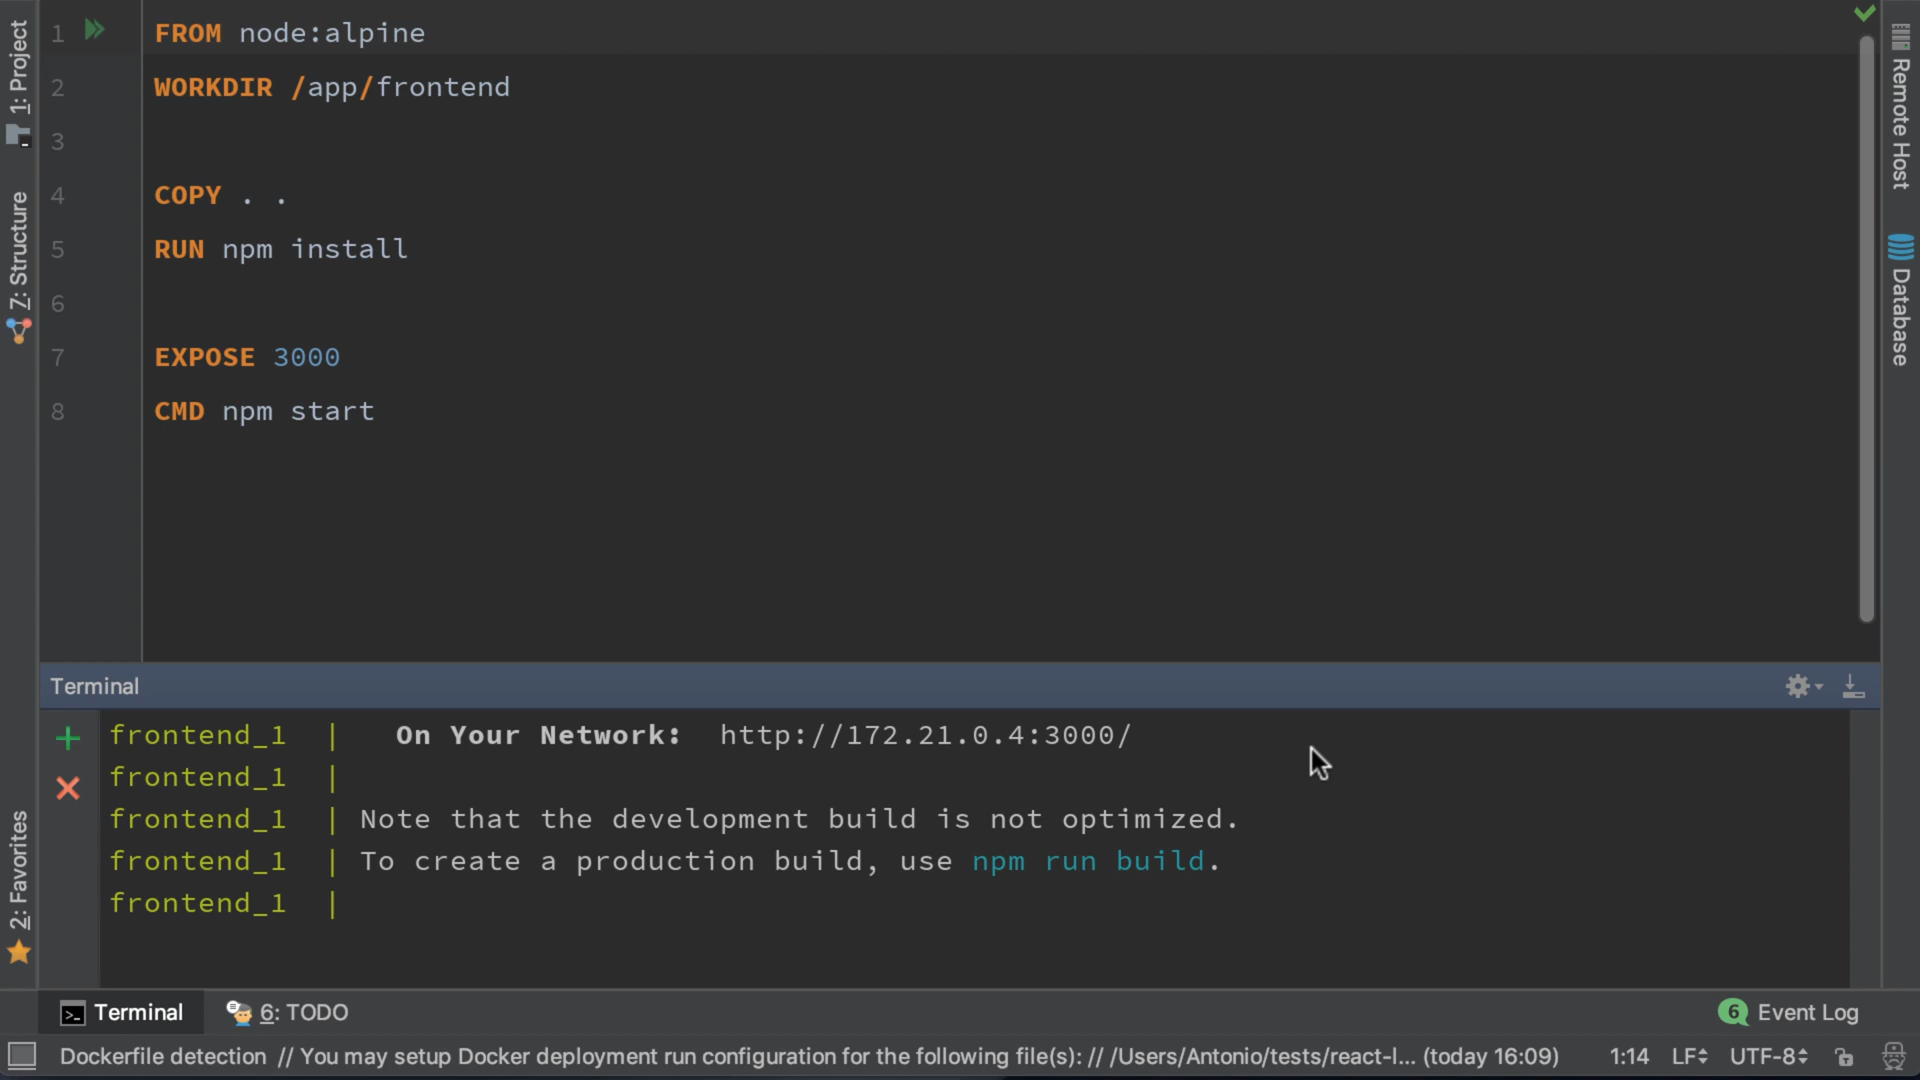 1 FROM node:alpine
2 WORKDIR /app/frontend
3
4 COPY . .
5 RUN npm install
6
7 EXPOSE 3000
8 CMD npm start
1: Project
Z: Structure
2: Favorites
Remote Host
Database
Terminal
frontend_1 | On Your Network: http://172.21.0.4:3000/
frontend_1 |
frontend_1 | Note that the development build is not optimized.
frontend_1 | To create a production build, use npm run build.
frontend_1 |
Terminal 6: TODO 6 Event Log
Dockerfile detection // You may setup Docker deployment run configuration for the following file(s): // /Users/Antonio/tests/react-l... (today 16:09) 1:14 LF UTF-8